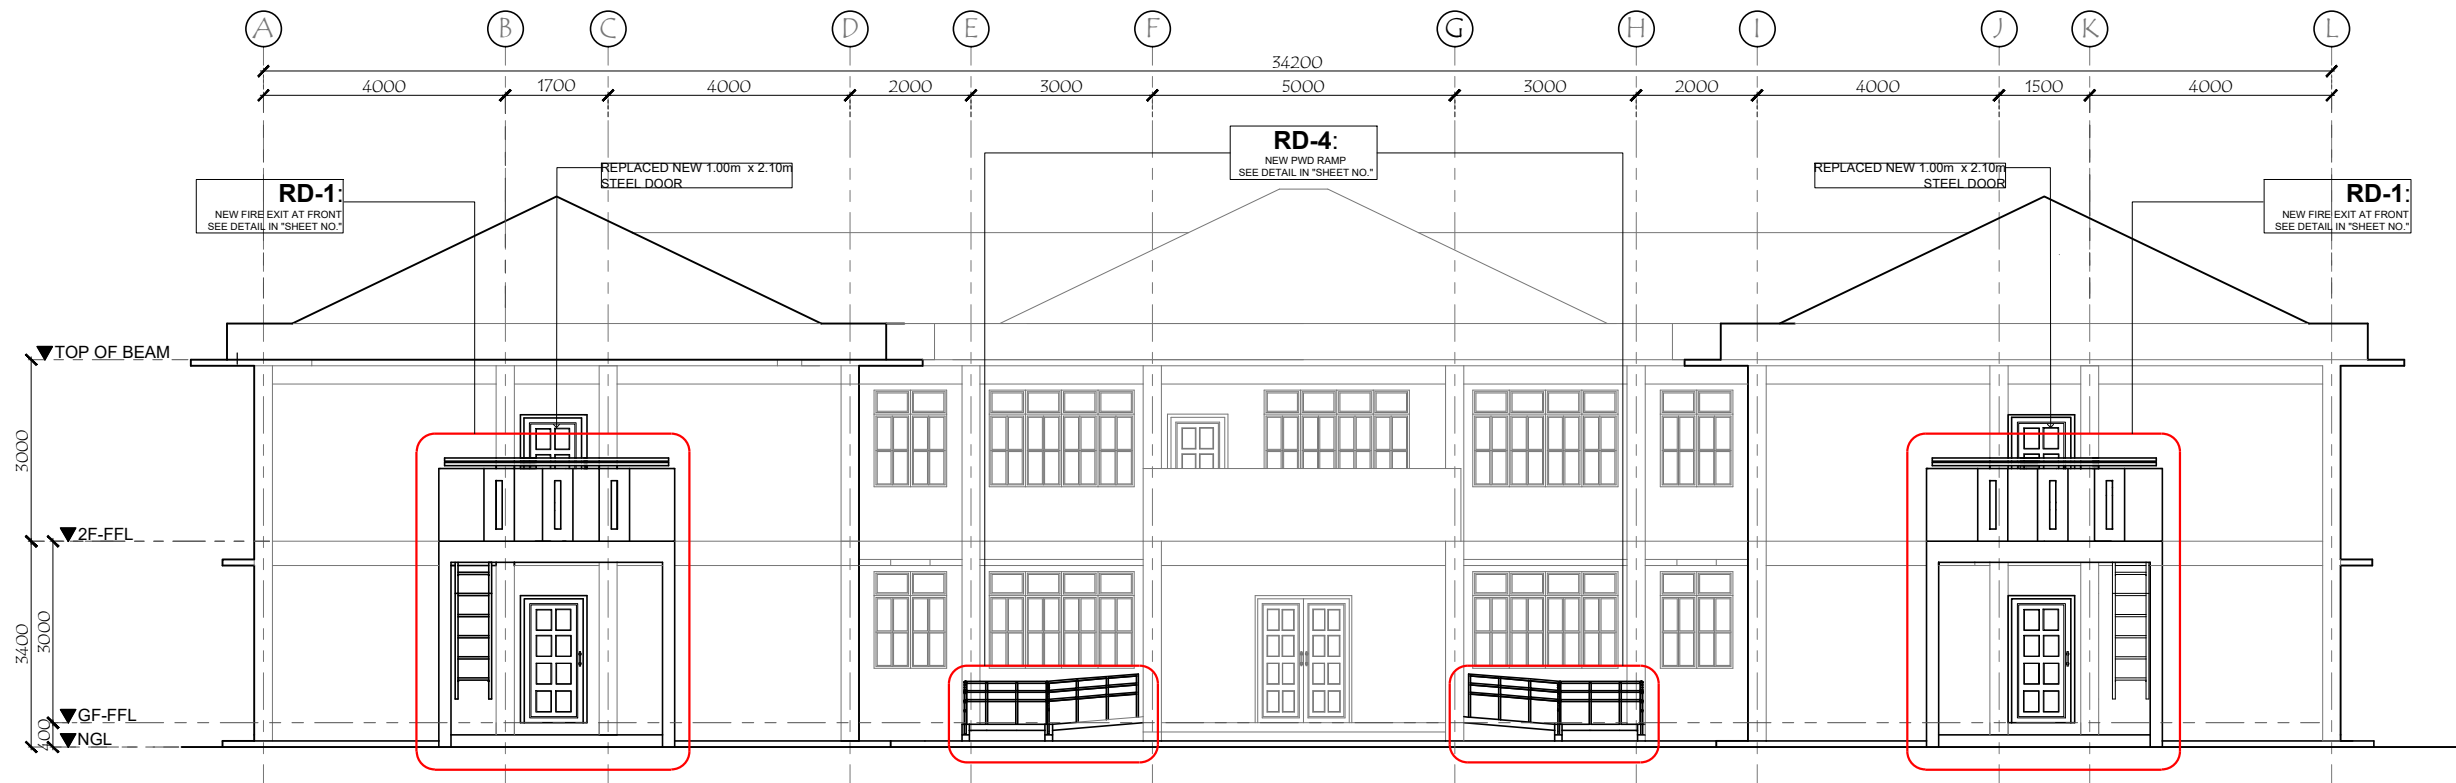 A B C D E F G H I J K L
34200
4000 1700 4000 2000 3000 5000 3000 2000 4000 1500 4000
RD-4:
NEW PWD RAMP
SEE DETAIL IN "SHEET NO."
REPLACED NEW 1.00m x 2.10m
STEEL DOOR
REPLACED NEW 1.00m x 2.10m
STEEL DOOR
RD-1:
NEW FIRE EXIT AT FRONT
SEE DETAIL IN "SHEET NO."
RD-1:
NEW FIRE EXIT AT FRONT
SEE DETAIL IN "SHEET NO."
TOP OF BEAM
3000
2F-FFL
3400
3000
GF-FFL
400
NGL